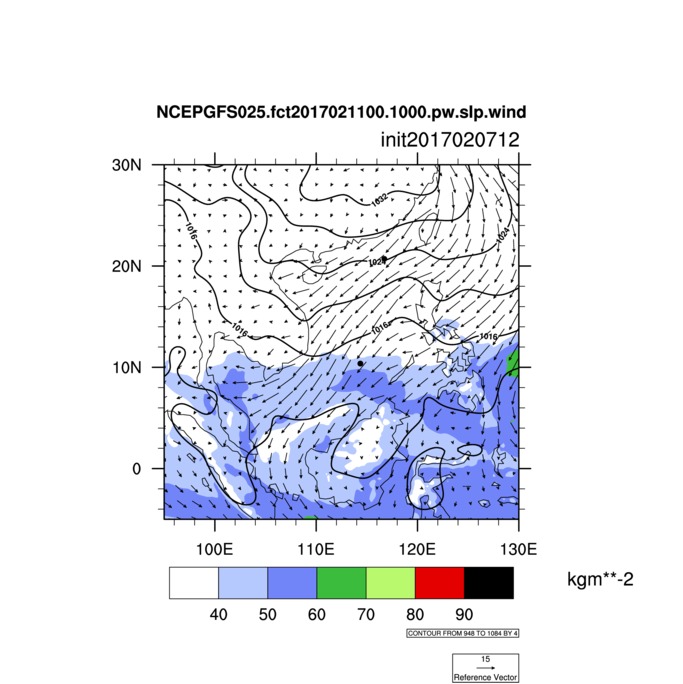 NCEPGFS025.fct2017021100.1000.pw.slp.wind
init2017020712
30N
1032
1016
1024
20N
1024
1016
1016
1016
10N
0
100E 110E 120E 130E
kgm**-2
40 50 60 70 80 90
CONTOUR FROM 948 TO 1084 BY 4
15
Reference Vector